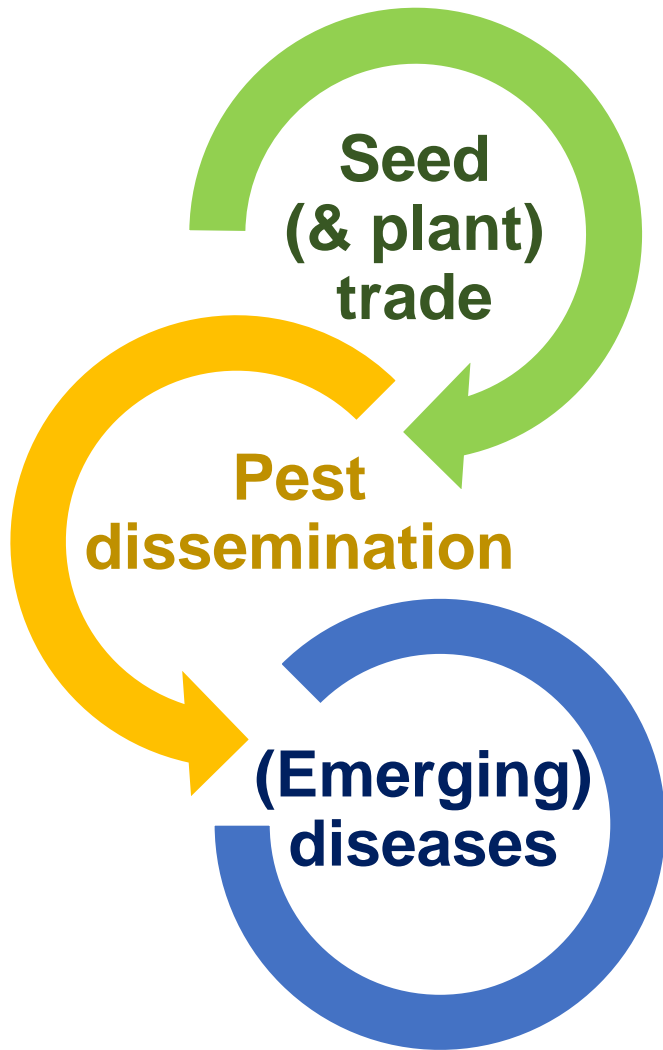 Seed
(& plant)
trade
Pest
dissemination
(Emerging)
diseases